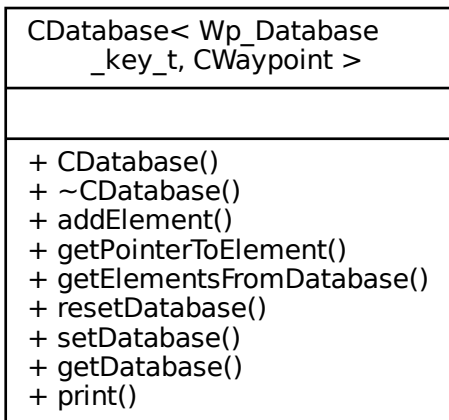 CDatabase< Wp_Database
_key_t, CWaypoint >
+ CDatabase()
+ ~CDatabase()
+ addElement()
+ getPointerToElement()
+ getElementsFromDatabase()
+ resetDatabase()
+ setDatabase()
+ getDatabase()
+ print()